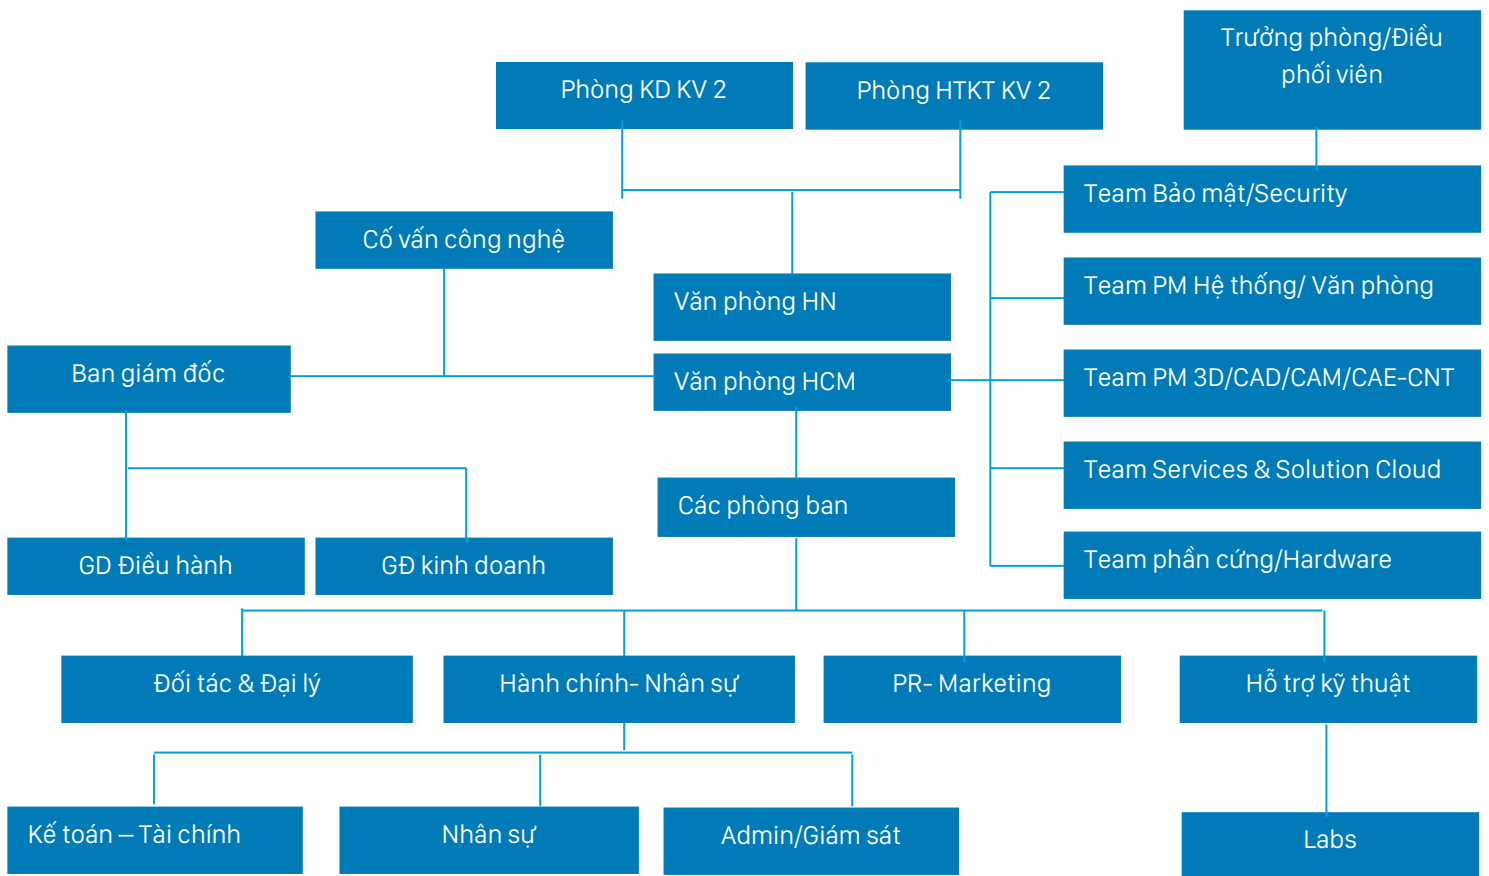 Trưởng phòng/Điều
phối viên
Phòng KD KV 2
Phòng HTKT KV 2
Team Bảo mật/Security
Cố vấn công nghệ
Team PM Hệ thống/ Văn phòng
Văn phòng HN
Ban giám đốc
Văn phòng HCM
Team PM 3D/CAD/CAM/CAE-CNT
Team Services & Solution Cloud
Các phòng ban
GD Điều hành
GĐ kinh doanh
Team phần cứng/Hardware
Đối tác & Đại lý
Hành chính- Nhân sự
PR- Marketing
Hỗ trợ kỹ thuật
Kế toán – Tài chính
Nhân sự
Admin/Giám sát
Labs